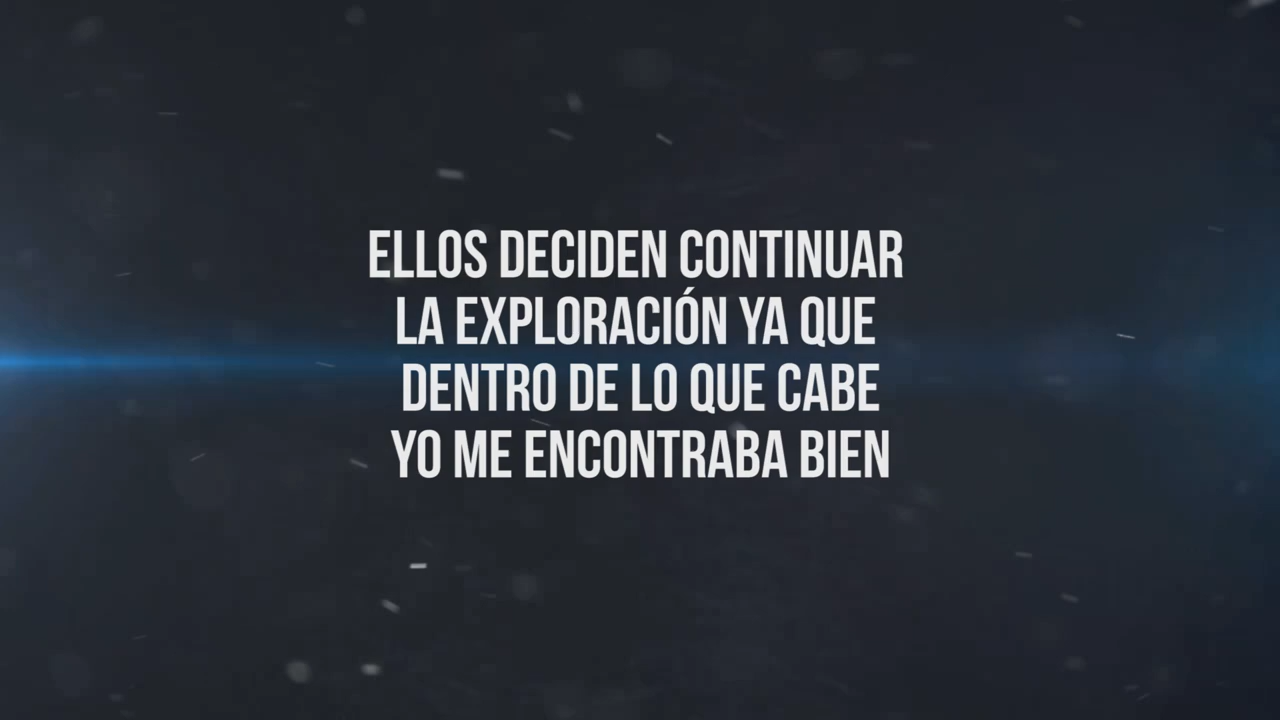 ELLOS DECIDEN CONTINUAR
LA EXPLORACIÓN YA QUE
DENTRO DE LO QUE CABE
YO ME ENCONTRABA BIEN